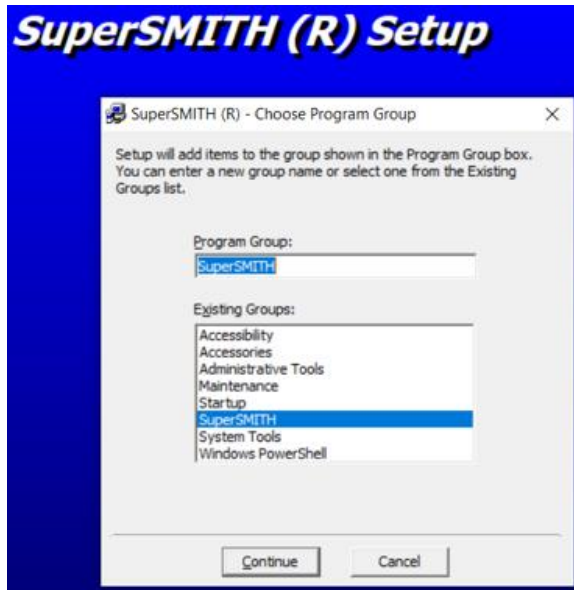 SuperSMITH (R) Setup
SuperSMITH (R) - Choose Program Group
Setup will add items to the group shown in the Program Group box.
You can enter a new group name or select one from the Existing
Groups list.
Program Group:
SuperSMITH
Existing Groups:
Accessibility
Accessories
Administrative Tools
Maintenance
Startup
SuperSMITH
System Tools
Windows PowerShell
Continue Cancel